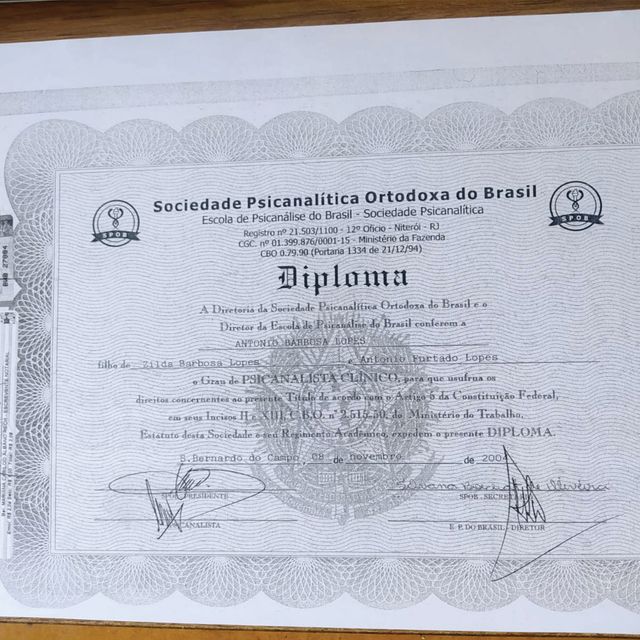 Sociedade Psicanalítica Ortodoxa do Brasil
Escola de Psicanálise do Brasil - Sociedade Psicanalítica
Registro nº 21.503/1100 - 12º Ofício - Niterói - RJ
CGC. nº 01.399.876/0001-15 - Ministério da Fazenda
CBO 0.79.90 (Portaria 1334 de 21/12/94)
SPOB
SPOB
Diploma
A Diretoria da Sociedade Psicanalítica Ortodoxa do Brasil e o
Diretor da Escola de Psicanálise do Brasil conferem a
ANTONIO BARBOSA LOPES
filho de Zilda Barbosa Lopes e Antonio Furtado Lopes
o Grau de PSICANALISTA CLÍNICO, para que usufrua os
direitos concernentes ao presente Título de acordo com o Artigo 5 da Constituição Federal,
em seus Incisos II e XIII, C.B.O. nº 2.515.50, do Ministério do Trabalho.
Estatuto desta Sociedade e seu Regimento Acadêmico, expedem o presente DIPLOMA.
S.Bernardo do Campo, 08 de novembro de
PRESIDENTE
SPOB
E. P. DO BRASIL - DIRETOR